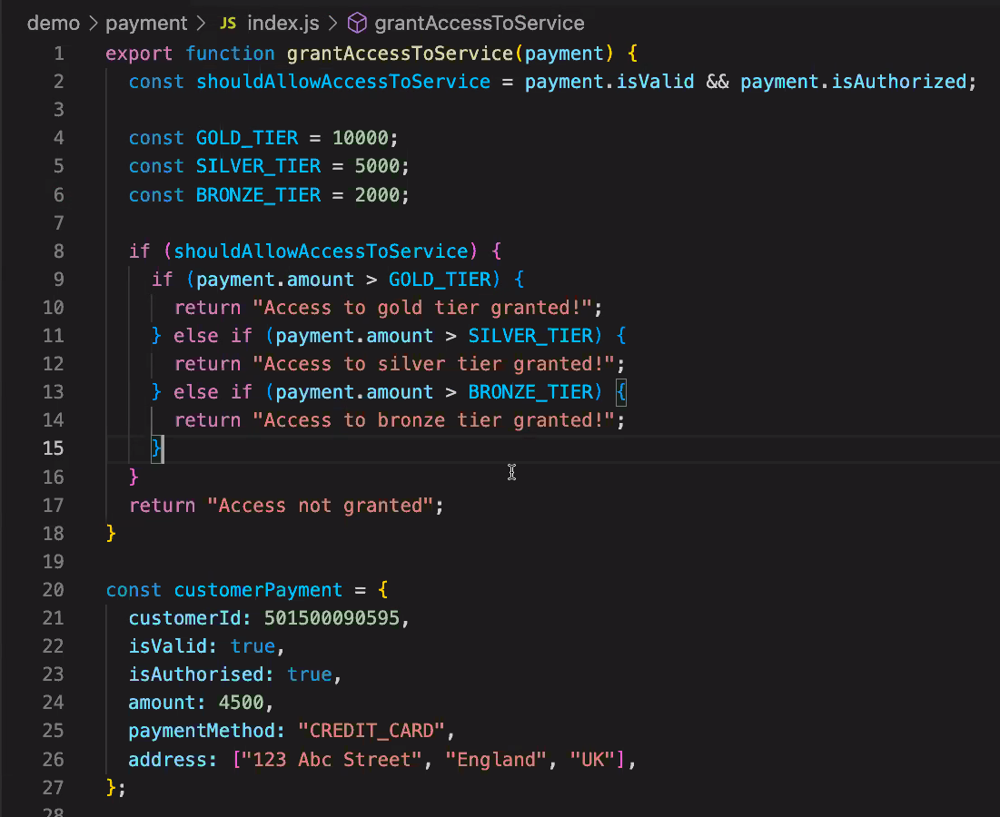 demo > payment > JS index.js > grantAccessToService
1 export function grantAccessToService(payment) {
2 const shouldAllowAccessToService = payment.isValid && payment.isAuthorized;
3
4 const GOLD_TIER = 10000;
5 const SILVER_TIER = 5000;
6 const BRONZE_TIER = 2000;
7
8 if (shouldAllowAccessToService) {
9 if (payment.amount > GOLD_TIER) {
10 return "Access to gold tier granted!";
11 } else if (payment.amount > SILVER_TIER) {
12 return "Access to silver tier granted!";
13 } else if (payment.amount > BRONZE_TIER) {
14 return "Access to bronze tier granted!";
15 }
16 }
17 return "Access not granted";
18 }
19
20 const customerPayment = {
21 customerId: 501500090595,
22 isValid: true,
23 isAuthorised: true,
24 amount: 4500,
25 paymentMethod: "CREDIT_CARD",
26 address: ["123 Abc Street", "England", "UK"],
27 };
28